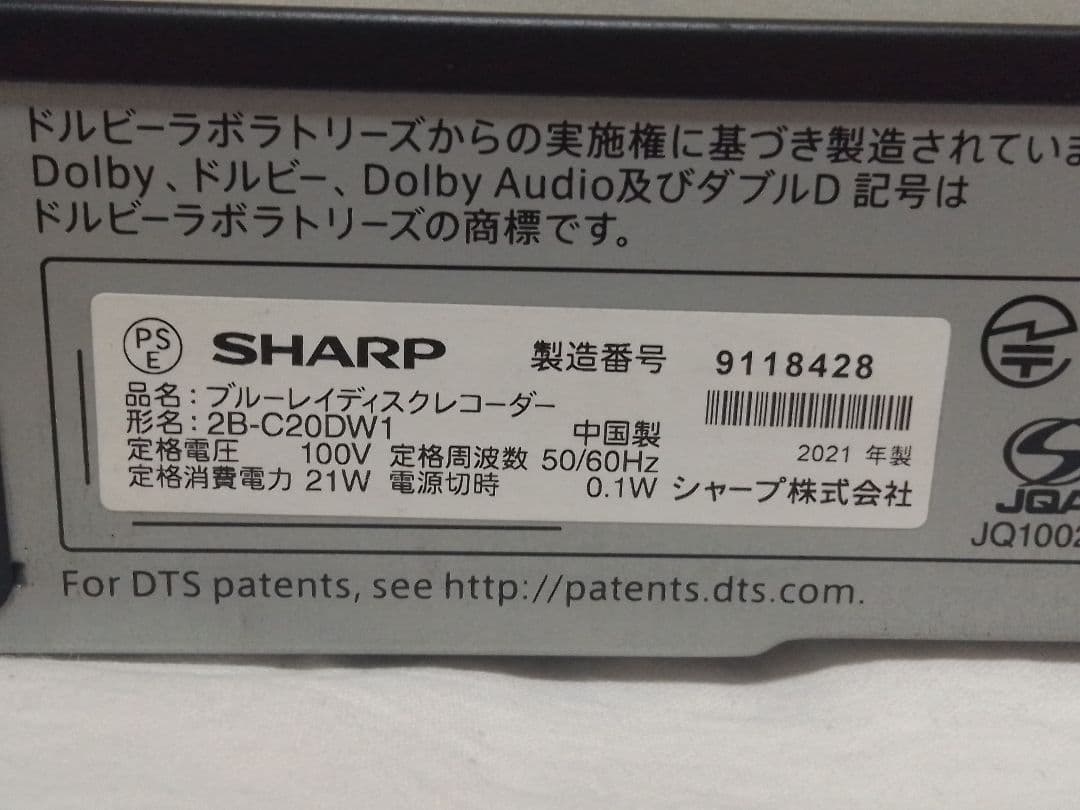 ドルビーラボラトリーズからの実施権に基づき製造されていま
Dolby、ドルビー、Dolby Audio及びダブルD 記号は
ドルビーラボラトリーズの商標です。
PS
E
SHARP 製造番号 9118428
品名：ブルーレイディスクレコーダー
形名：2B-C20DW1 中国製
定格電圧 100V 定格周波数 50/60Hz 2021 年製
定格消費電力 21W 電源切時 0.1W シャープ株式会社
JQA
JQ1002
For DTS patents, see http://patents.dts.com.